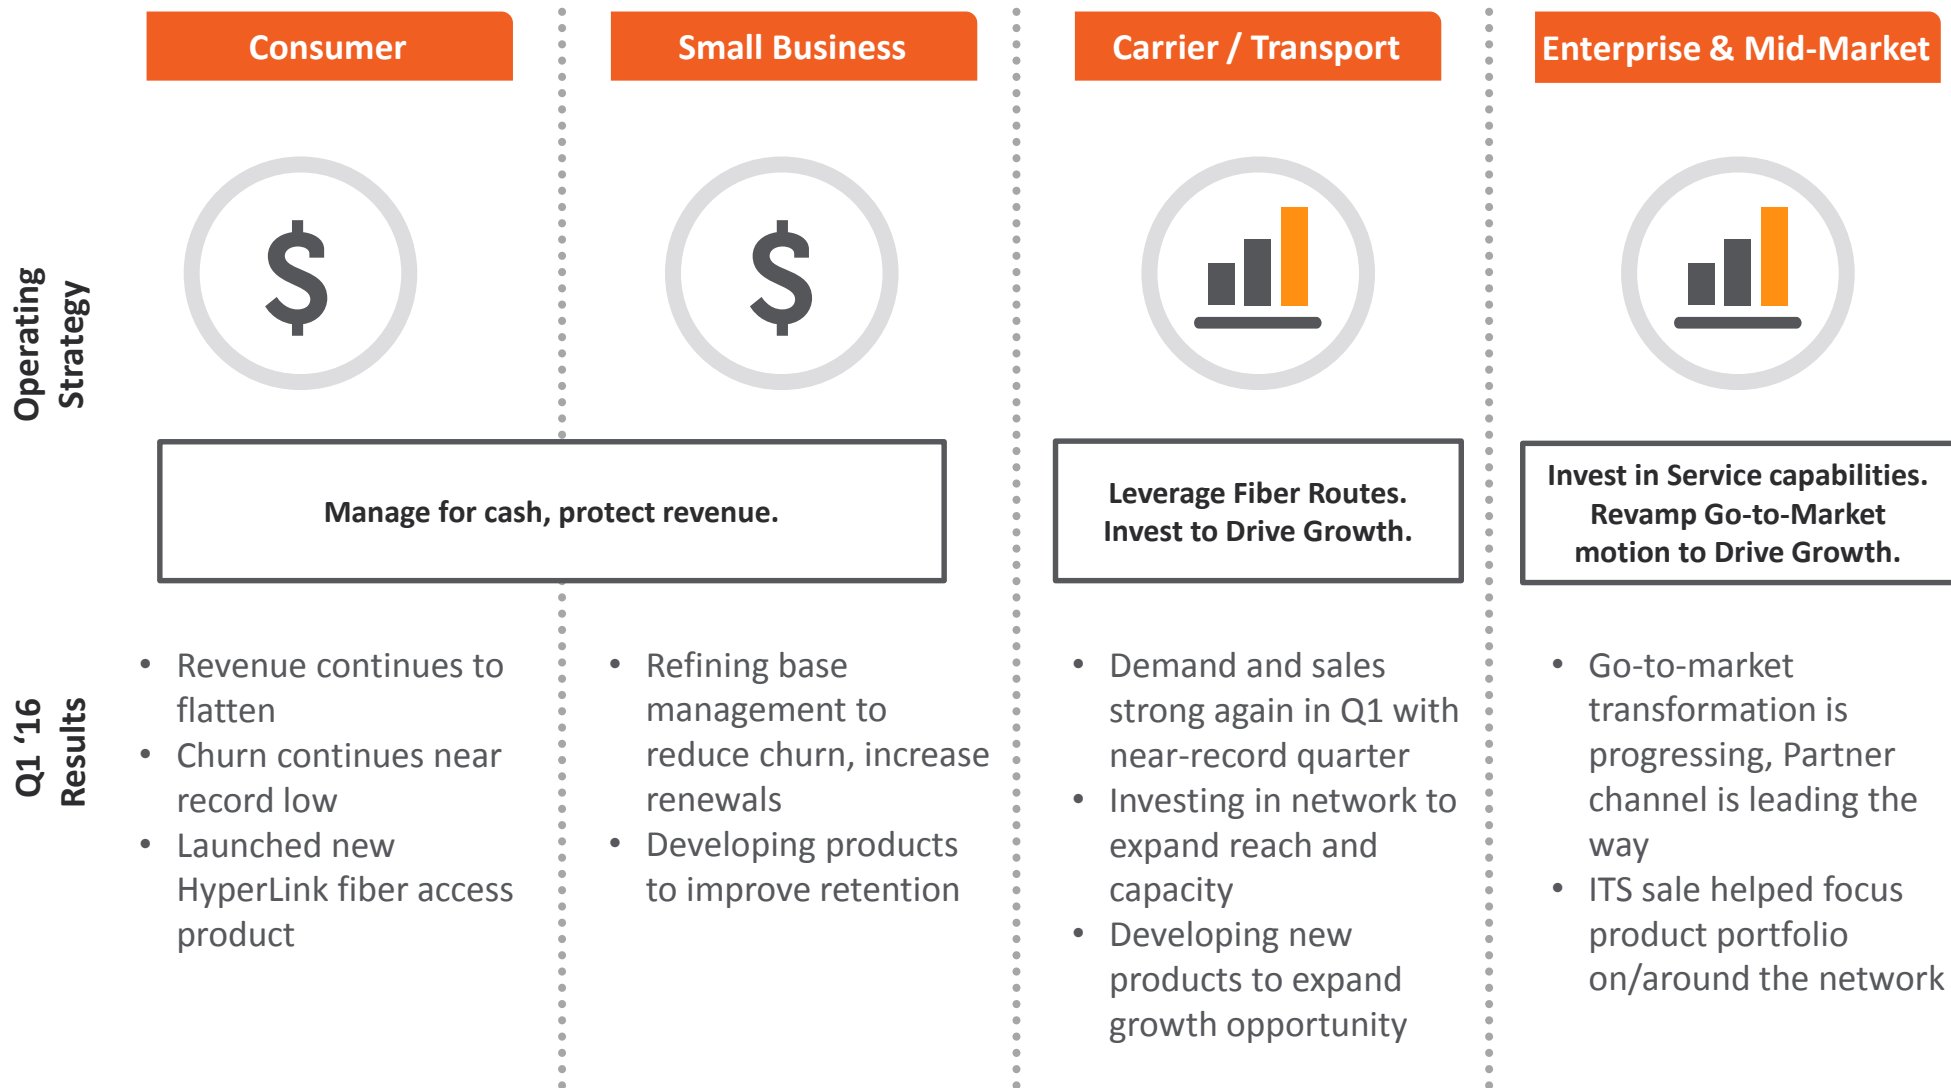 Consumer
Small Business
Carrier / Transport
Enterprise & Mid-Market
Operating
Strategy
$
$
Manage for cash, protect revenue.
Leverage Fiber Routes.
Invest to Drive Growth.
Invest in Service capabilities.
Revamp Go-to-Market
motion to Drive Growth.
Q1 ‘16
Results
• Revenue continues to
flatten
• Churn continues near
record low
• Launched new
HyperLink fiber access
product
• Refining base
management to
reduce churn, increase
renewals
• Developing products
to improve retention
• Demand and sales
strong again in Q1 with
near-record quarter
• Investing in network to
expand reach and
capacity
• Developing new
products to expand
growth opportunity
• Go-to-market
transformation is
progressing, Partner
channel is leading the
way
• ITS sale helped focus
product portfolio
on/around the network